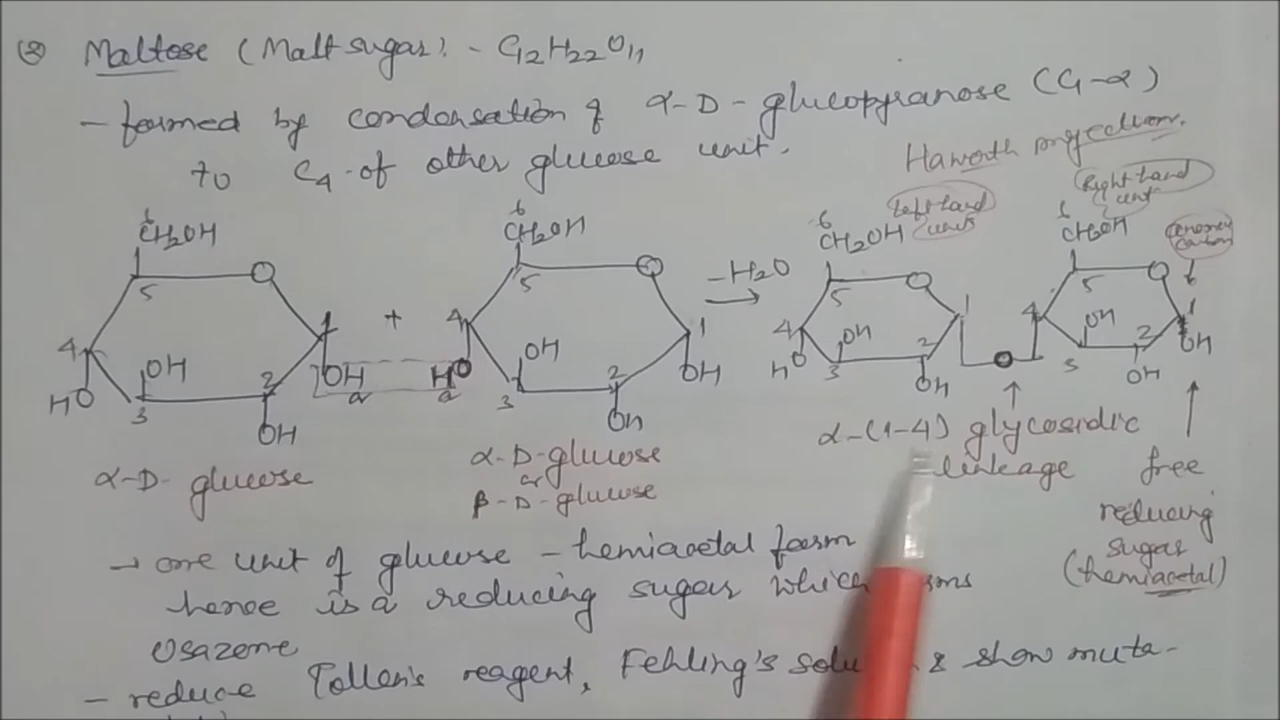 ② Maltose (Malt sugar). - C12H22O11
- formed by condensation of α-D-glucopyranose (C1-α)
to C4 of other glucose unit.
Haworth projection.
6 CH2OH
5 O
4 1
OH
HO 3 2 OH
OH
+
6 CH2OH
5 O
4 1
OH
HO 3 2 OH
OH
-H2O
Left hand unit
6 CH2OH
5 O
4 1
OH
HO 3 2
OH
O
Right hand unit
6 CH2OH
5 O
4 1
OH
3 2 OH
OH
anomeric carbon
α-D-glucose
α-D-glucose
or
β-D-glucose
α-(1-4) glycosidic
linkage
free
reducing
sugar
(hemiacetal)
→ one unit of glucose - hemiacetal form
hence is a reducing sugar which
Osazone
- reduce Tollen's reagent, Fehling's & show muta-